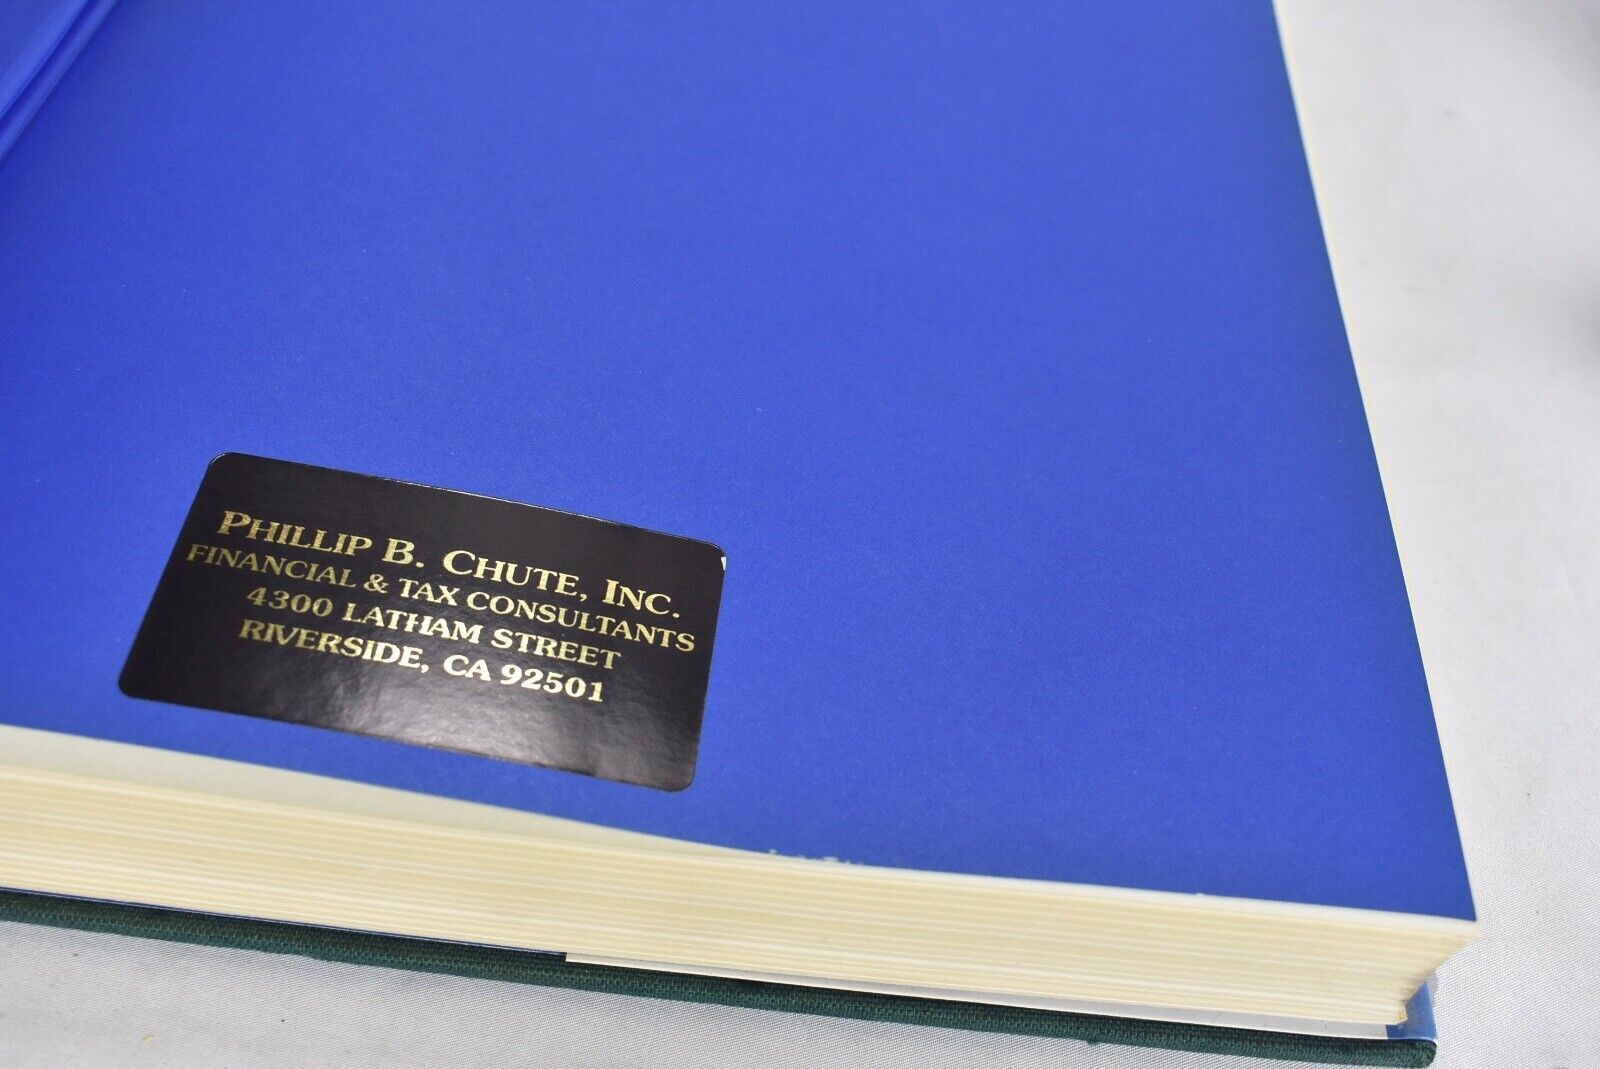 PHILLIP B. CHUTE, INC.
FINANCIAL & TAX CONSULTANTS
4300 LATHAM STREET
RIVERSIDE, CA 92501